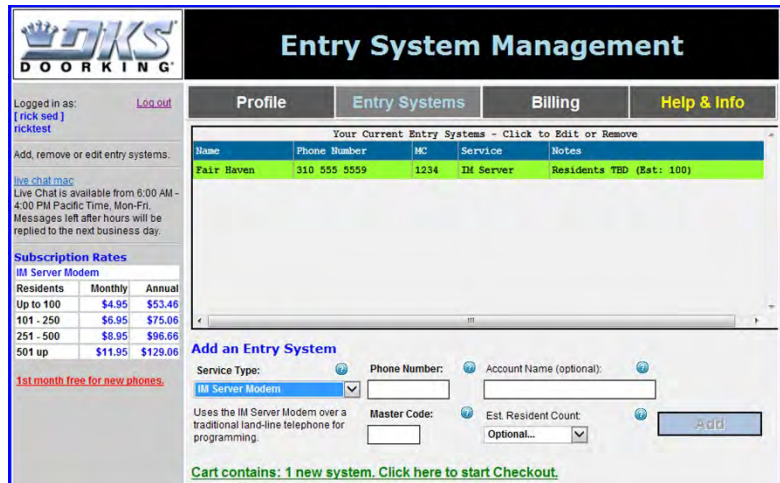 DKS
DOORKING
Entry System Management
Logged in as: Log out
[ rick sed ]
ricktest
Add, remove or edit entry systems.
live chat mac
Live Chat is available from 6:00 AM -
4:00 PM Pacific Time, Mon-Fri.
Messages left after hours will be
replied to the next business day.
Subscription Rates
IM Server Modem
Residents Monthly Annual
Up to 100 $4.95 $53.46
101 - 250 $6.95 $75.06
251 - 500 $8.95 $96.66
501 up $11.95 $129.06
1st month free for new phones.
Profile Entry Systems Billing Help & Info
Your Current Entry Systems - Click to Edit or Remove
Name Phone Number MC Service Notes
Fair Haven 310 555 5559 1234 IM Server Residents TBD (Est: 100)
Add an Entry System
Service Type: Phone Number: Account Name (optional):
IM Server Modem
Uses the IM Server Modem over a
traditional land-line telephone for
programming.
Master Code: Est. Resident Count:
Optional... Add
Cart contains: 1 new system. Click here to start Checkout.